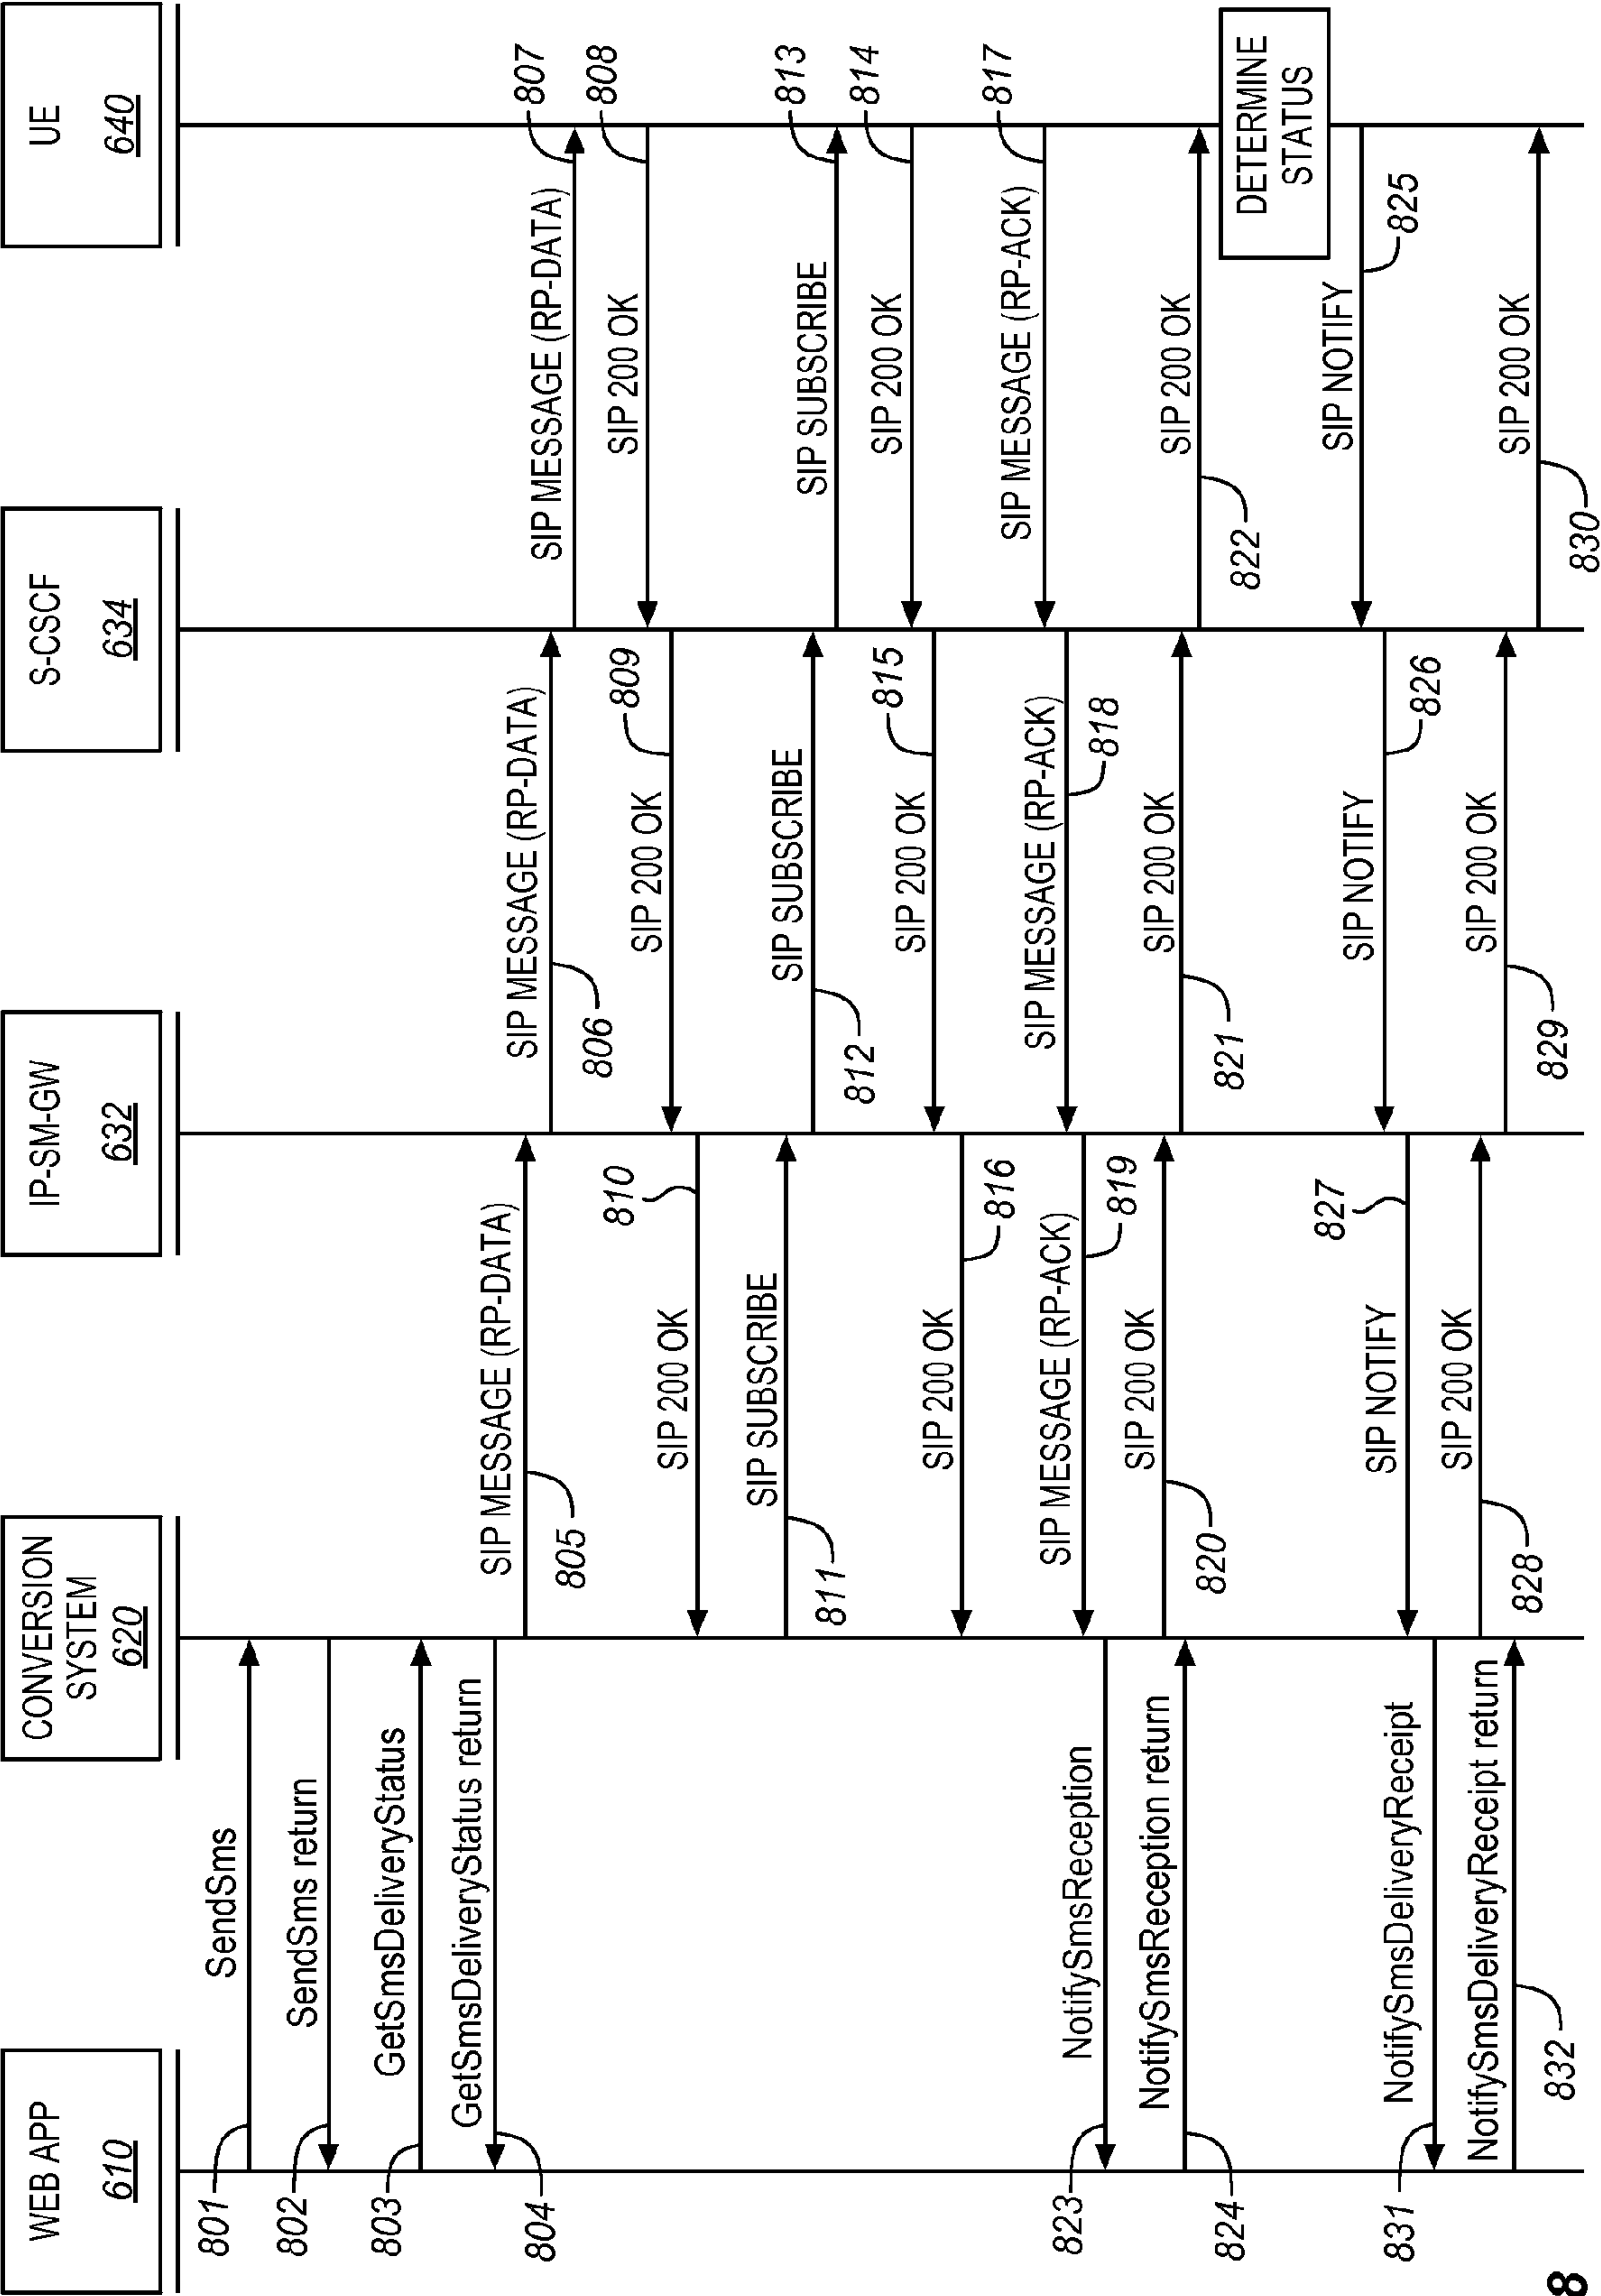 WEB APP
610
CONVERSION
SYSTEM
620
IP-SM-GW
632
S-CSCF
634
UE
640
801
SendSms
802
SendSms return
803
GetSmsDeliveryStatus
GetSmsDeliveryStatus return
804
SIP MESSAGE (RP-DATA)
805
SIP MESSAGE (RP-DATA)
806
SIP MESSAGE (RP-DATA)
807
SIP 200 OK
808
SIP 200 OK
809
SIP 200 OK
810
SIP SUBSCRIBE
811
SIP SUBSCRIBE
812
SIP SUBSCRIBE
813
SIP 200 OK
814
SIP 200 OK
815
SIP 200 OK
816
SIP MESSAGE (RP-ACK)
817
SIP MESSAGE (RP-ACK)
818
SIP MESSAGE (RP-ACK)
819
SIP 200 OK
820
SIP 200 OK
821
SIP 200 OK
822
823
NotifySmsReception
NotifySmsReception return
824
DETERMINE
STATUS
SIP NOTIFY
825
SIP NOTIFY
826
SIP NOTIFY
827
SIP 200 OK
828
SIP 200 OK
829
SIP 200 OK
830
831
NotifySmsDeliveryReceipt
NotifySmsDeliveryReceipt return
832
8